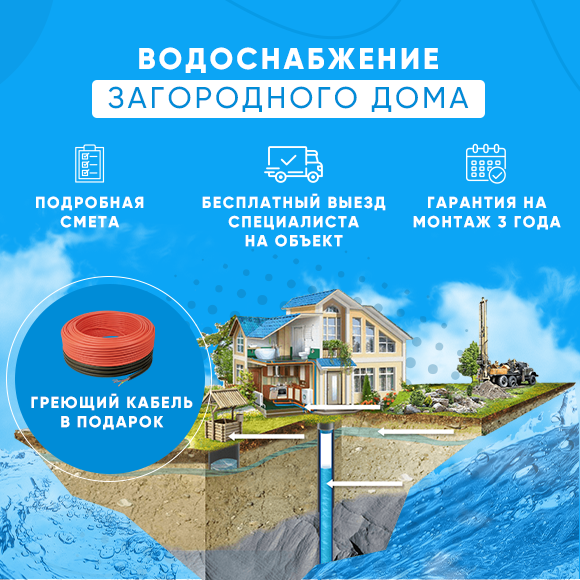 ВОДОСНАБЖЕНИЕ
ЗАГОРОДНОГО ДОМА
ПОДРОБНАЯ
СМЕТА
БЕСПЛАТНЫЙ ВЫЕЗД
СПЕЦИАЛИСТА
НА ОБЪЕКТ
ГАРАНТИЯ НА
МОНТАЖ 3 ГОДА
ГРЕЮЩИЙ КАБЕЛЬ
В ПОДАРОК